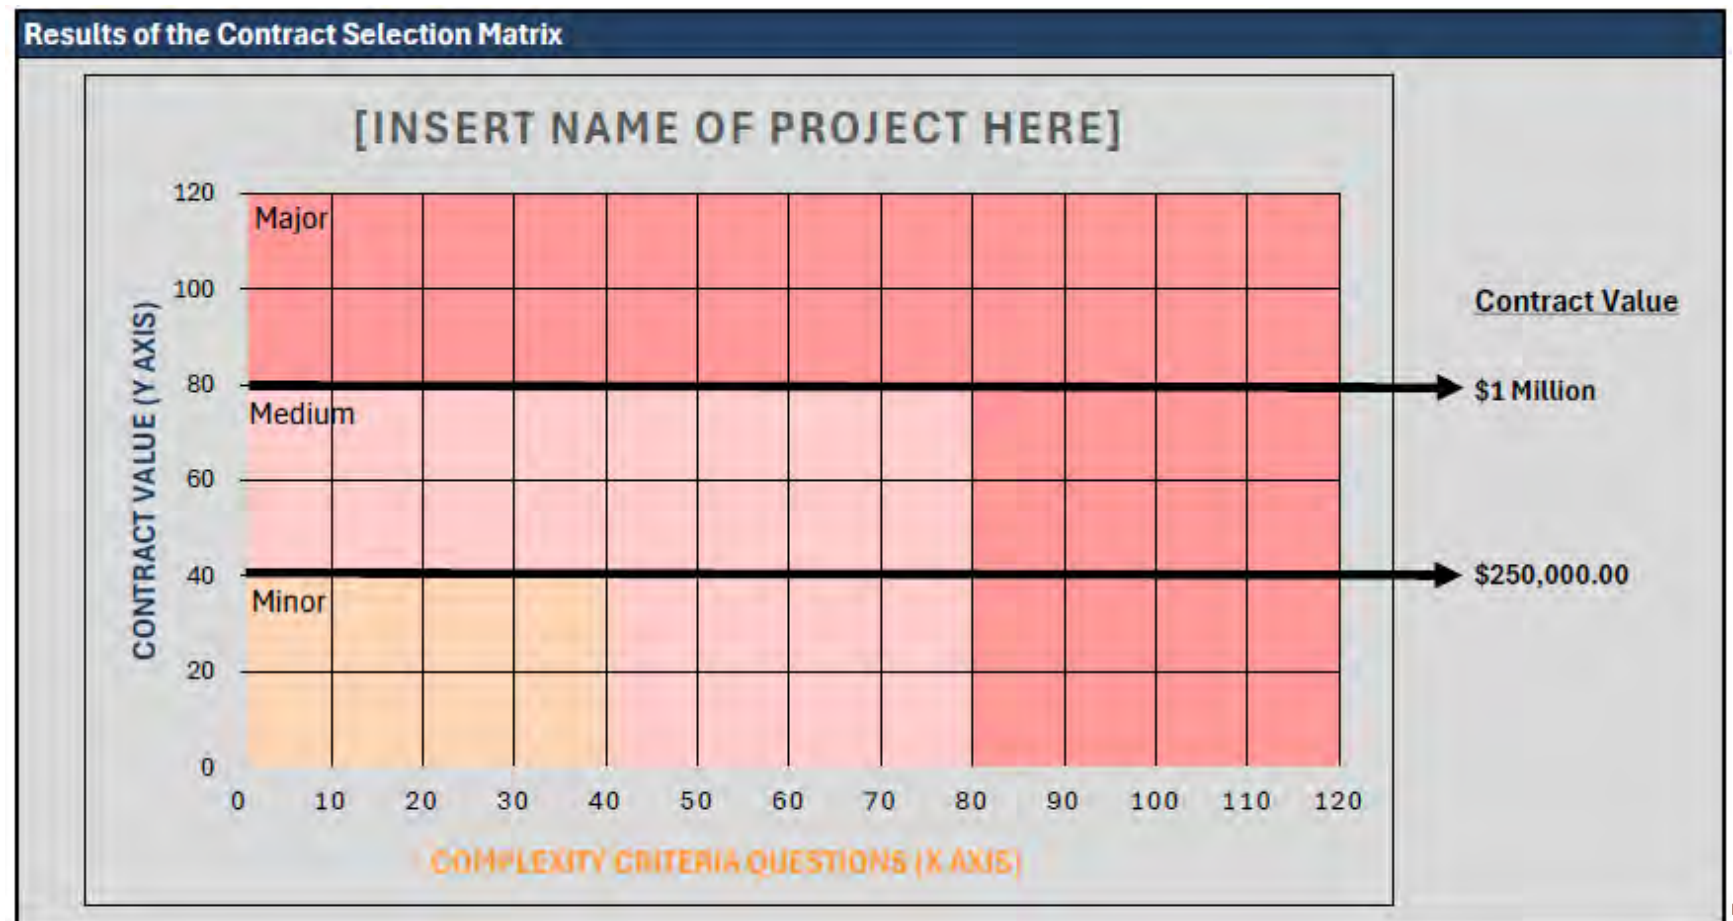 Results of the Contract Selection Matrix
[INSERT NAME OF PROJECT HERE]
120
Major
100
Contract Value
80
$1 Million
Medium
60
CONTRACT VALUE (Y AXIS)
40
$250,000.00
Minor
20
0
0 10 20 30 40 50 60 70 80 90 100 110 120
COMPLEXITY CRITERIA QUESTIONS (X AXIS)